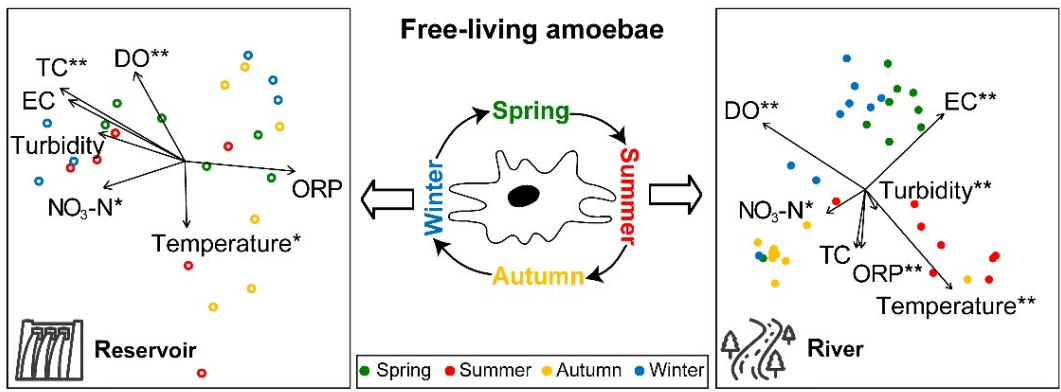 Free-living amoebae
DO**
TC**
EC
Turbidity
NO₃-N*
ORP
Temperature*
Reservoir
Spring
Summer
Autumn
Winter
DO**
EC**
Turbidity**
NO₃-N*
TC
ORP**
Temperature**
River
Spring Summer Autumn Winter